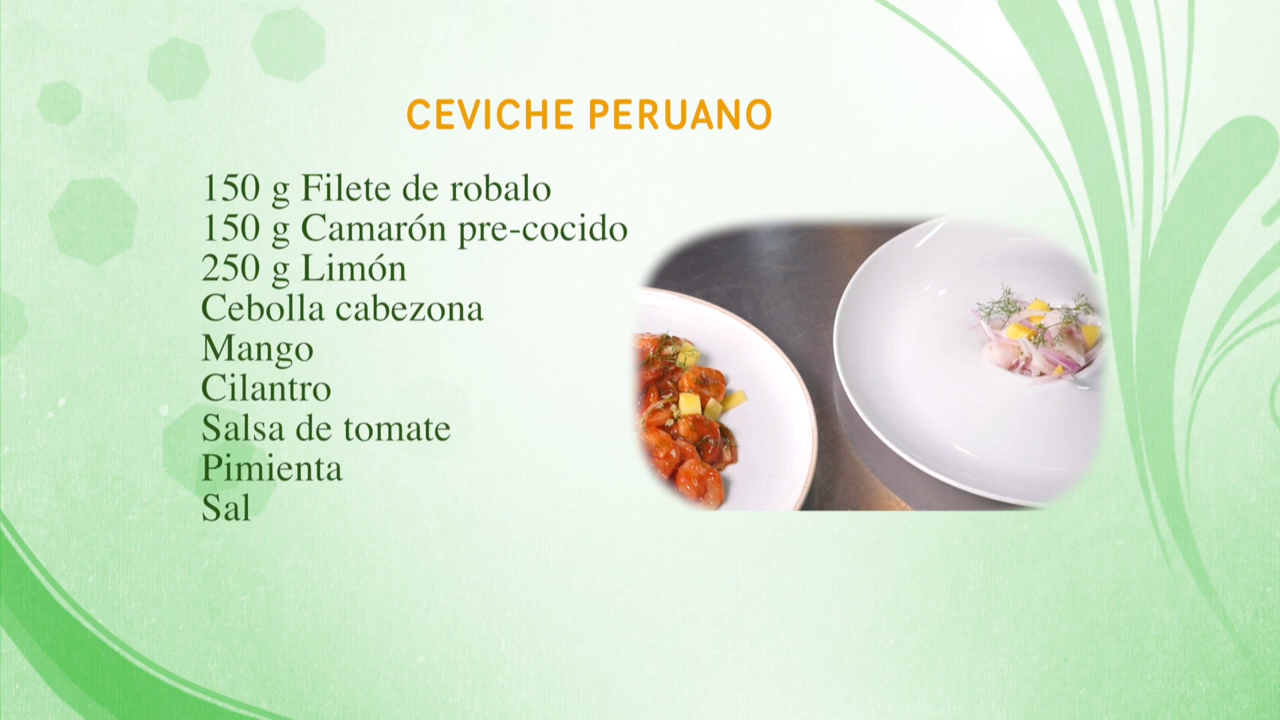 CEVICHE PERUANO
150 g Filete de robalo
150 g Camarón pre-cocido
250 g Limón
Cebolla cabezona
Mango
Cilantro
Salsa de tomate
Pimienta
Sal